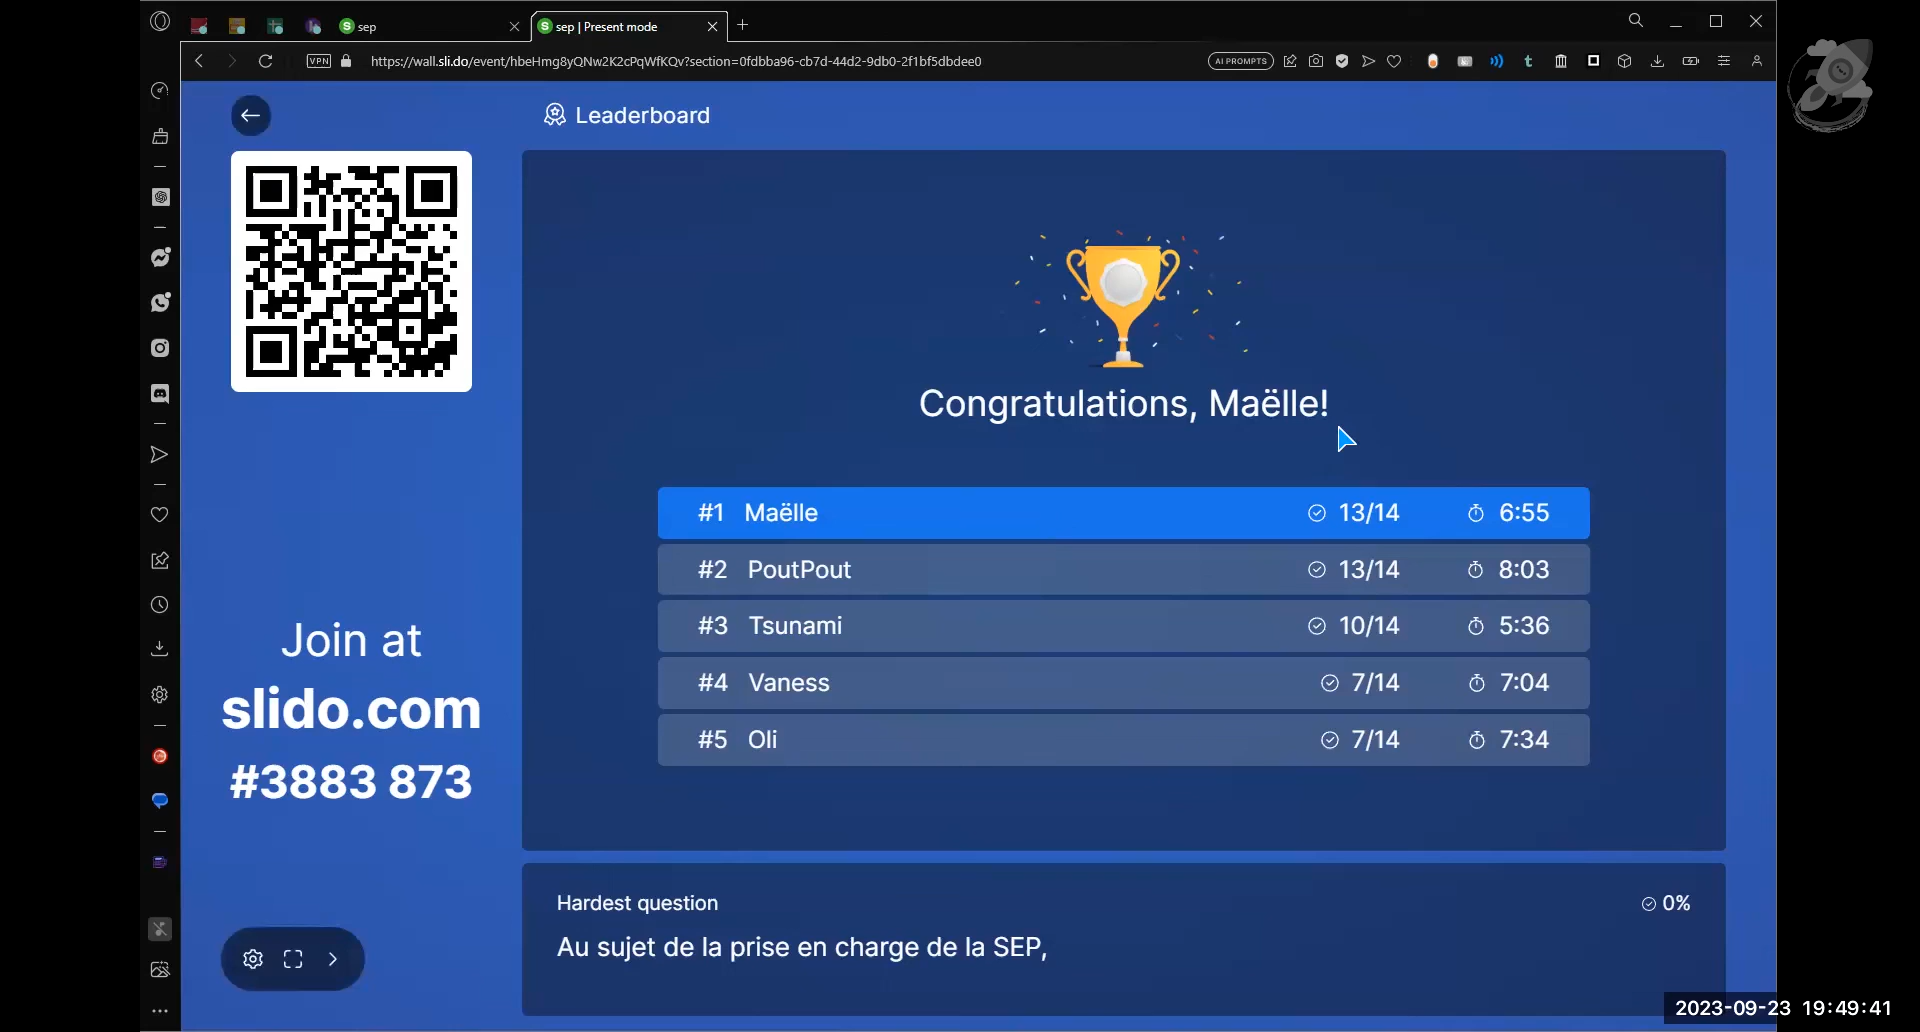 sep
sep | Present mode
VPN
https://wall.sli.do/event/hbeHmg8yQNw2K2cPqWfKQv?section=0fdbba96-cb7d-44d2-9db0-2f1bf5dbdee0
AI PROMPTS
Leaderboard
Congratulations, Maëlle!
#1 Maëlle 13/14 6:55
#2 PoutPout 13/14 8:03
#3 Tsunami 10/14 5:36
#4 Vaness 7/14 7:04
#5 Oli 7/14 7:34
Join at
slido.com
#3883 873
Hardest question 0%
Au sujet de la prise en charge de la SEP,
2023-09-23 19:49:41